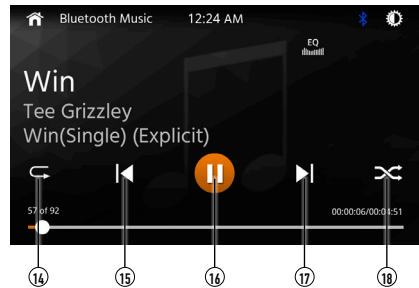 Bluetooth Music 12:24 AM
EQ
Win
Tee Grizzley
Win(Single) (Explicit)
57 of 92 00:00:06/00:04:51
14 15 16 17 18